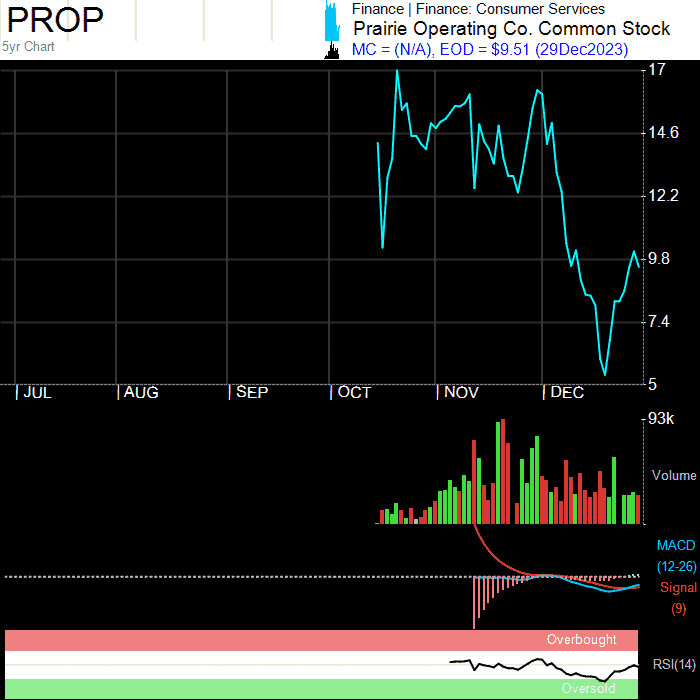 PROP
5yr Chart
Finance | Finance: Consumer Services
Prairie Operating Co. Common Stock
MC = (N/A), EOD = $9.51 (29Dec2023)
17
14.6
12.2
9.8
7.4
5
JUL
AUG
SEP
OCT
NOV
DEC
93k
Volume
MACD
(12-26)
Signal
(9)
Overbought
RSI(14)
Oversold